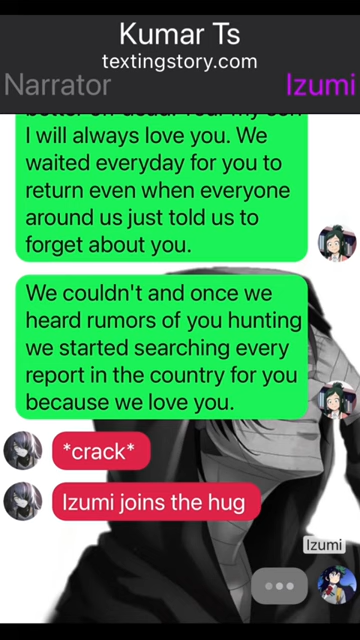 Kumar Ts
textingstory.com
Narrator
Izumi
I will always love you. We
waited everyday for you to
return even when everyone
around us just told us to
forget about you.
We couldn't and once we
heard rumors of you hunting
we started searching every
report in the country for you
because we love you.
*crack*
Izumi joins the hug
Izumi